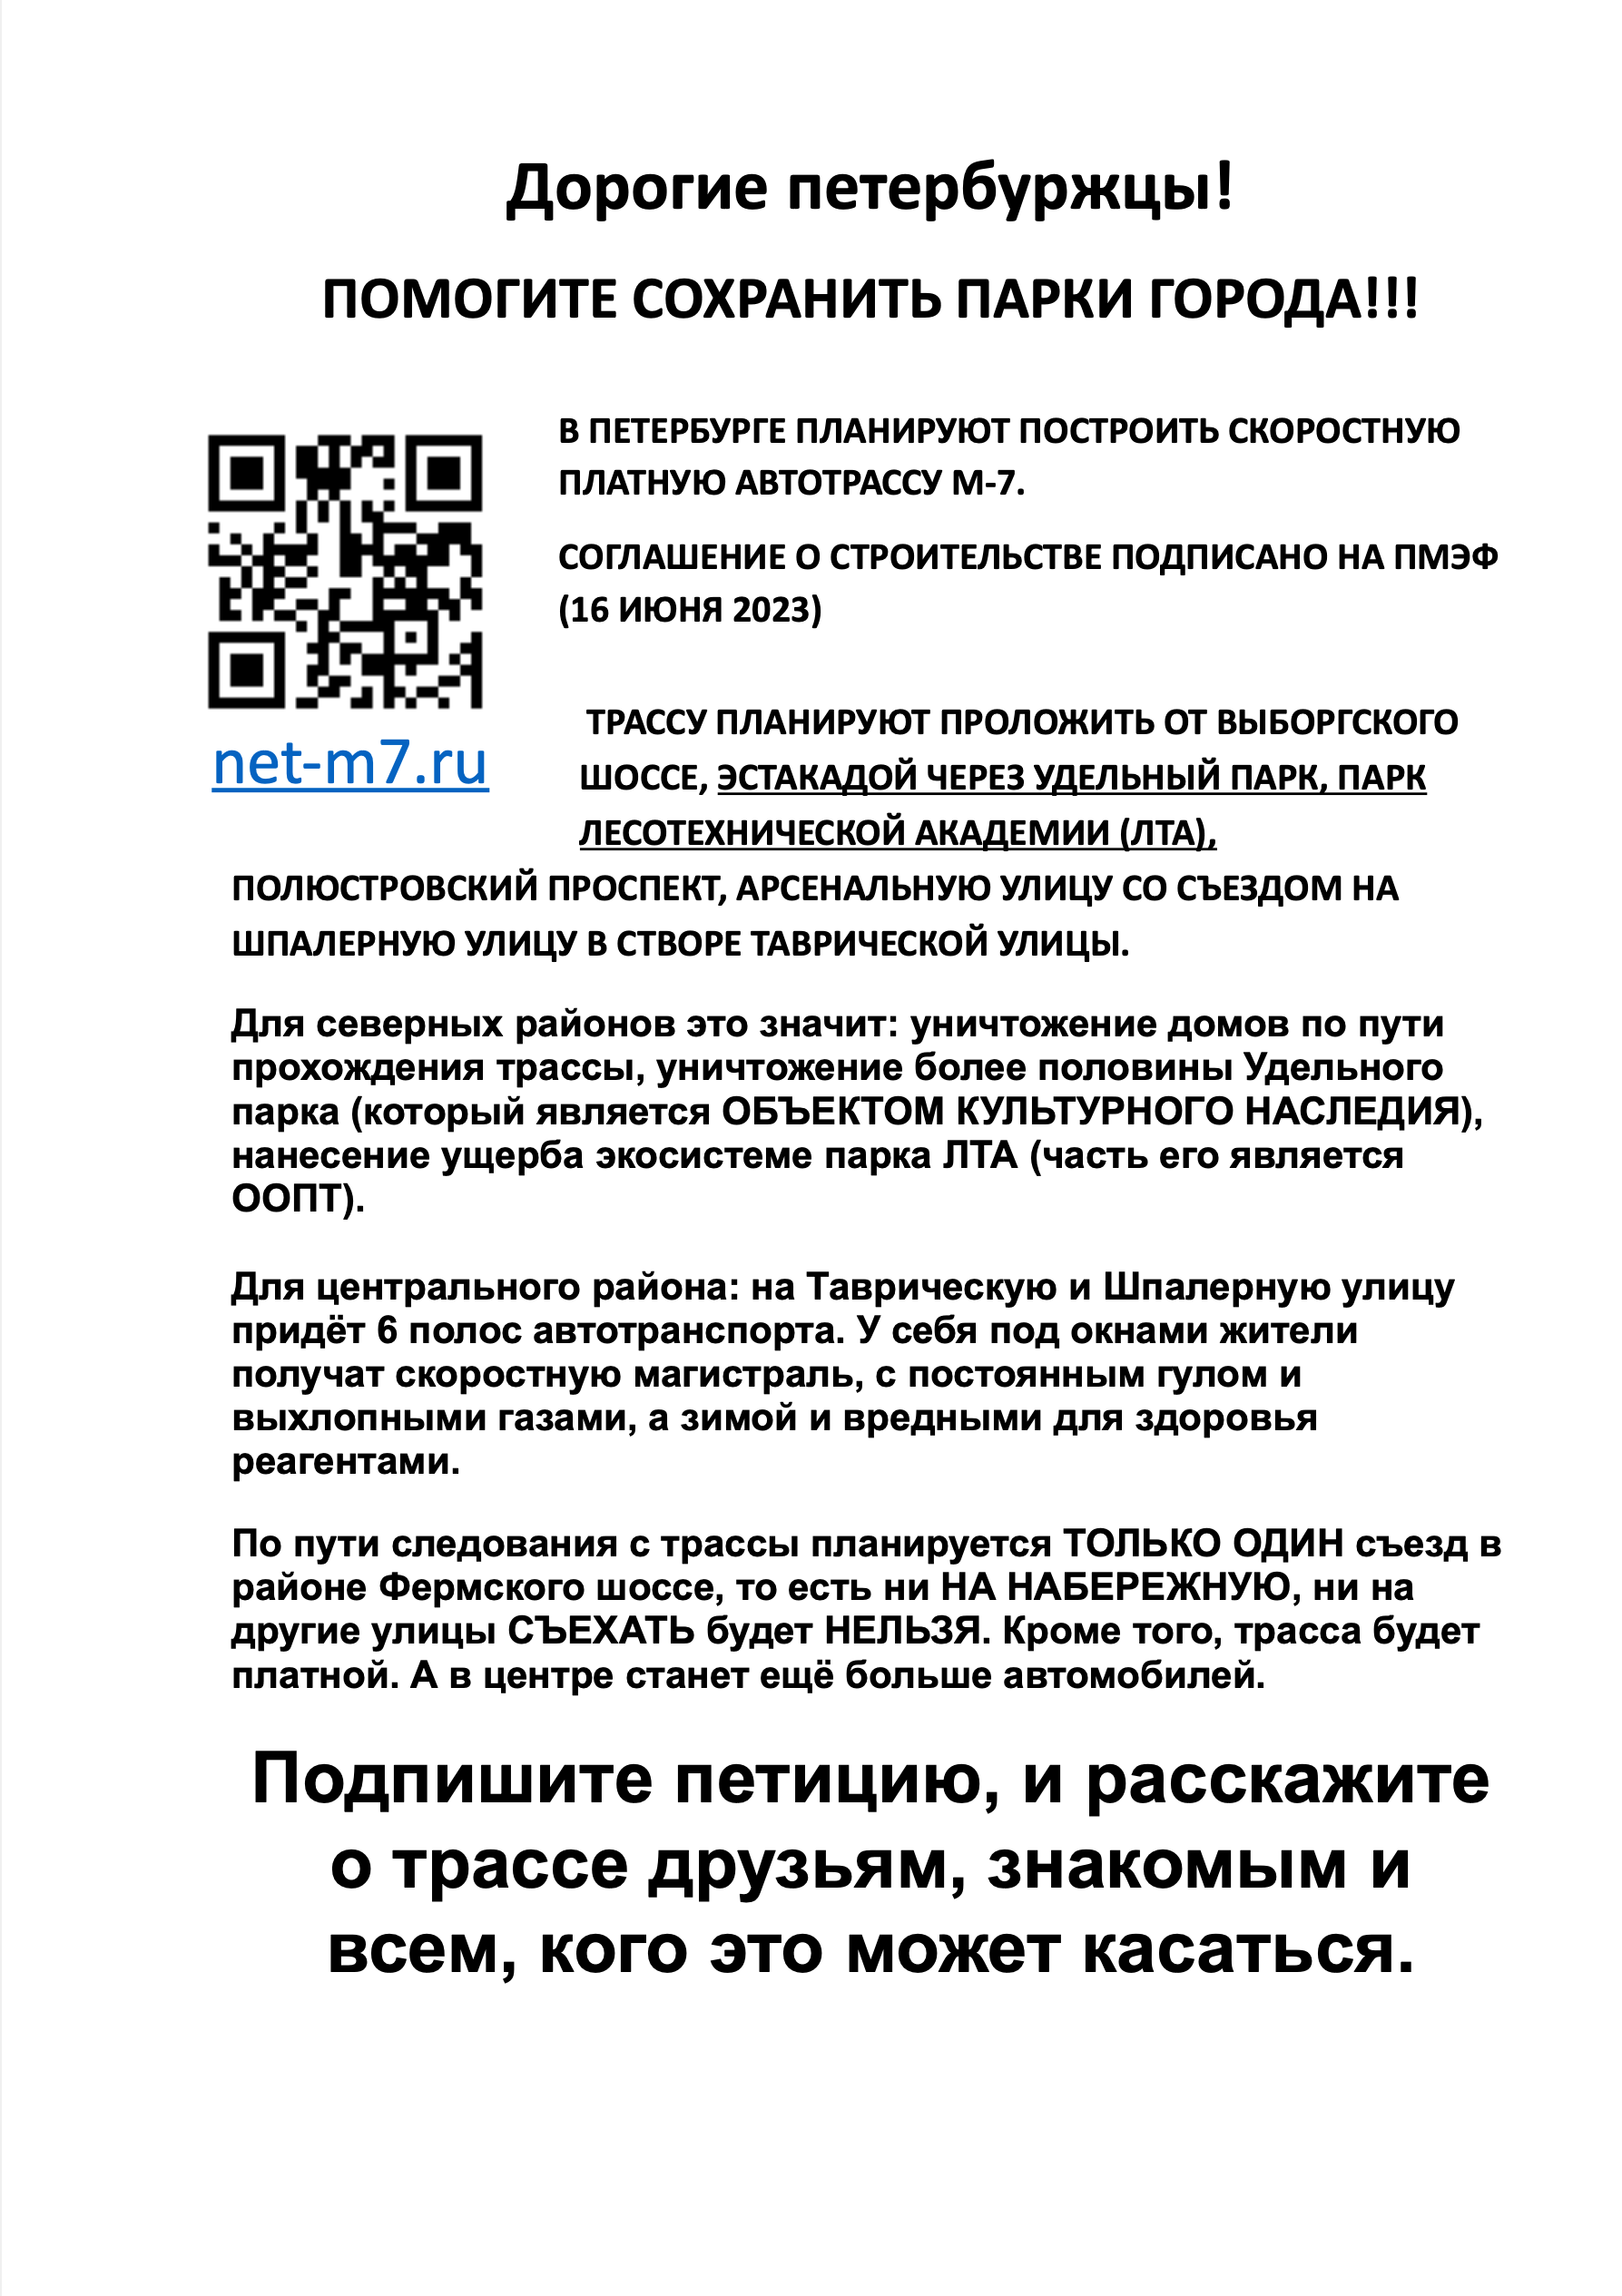 Дорогие петербуржцы!
ПОМОГИТЕ СОХРАНИТЬ ПАРКИ ГОРОДА!!!
В ПЕТЕРБУРГЕ ПЛАНИРУЮТ ПОСТРОИТЬ СКОРОСТНУЮ
ПЛАТНУЮ АВТОТРАССУ М-7.
СОГЛАШЕНИЕ О СТРОИТЕЛЬСТВЕ ПОДПИСАНО НА ПМЭФ
(16 ИЮНЯ 2023)
net-m7.ru
ТРАССУ ПЛАНИРУЮТ ПРОЛОЖИТЬ ОТ ВЫБОРГСКОГО
ШОССЕ, ЭСТАКАДОЙ ЧЕРЕЗ УДЕЛЬНЫЙ ПАРК, ПАРК
ЛЕСОТЕХНИЧЕСКОЙ АКАДЕМИИ (ЛТА),
ПОЛЮСТРОВСКИЙ ПРОСПЕКТ, АРСЕНАЛЬНУЮ УЛИЦУ СО СЪЕЗДОМ НА
ШПАЛЕРНУЮ УЛИЦУ В СТВОРЕ ТАВРИЧЕСКОЙ УЛИЦЫ.
Для северных районов это значит: уничтожение домов по пути
прохождения трассы, уничтожение более половины Удельного
парка (который является ОБЪЕКТОМ КУЛЬТУРНОГО НАСЛЕДИЯ),
нанесение ущерба экосистеме парка ЛТА (часть его является
ООПТ).
Для центрального района: на Таврическую и Шпалерную улицу
придёт 6 полос автотранспорта. У себя под окнами жители
получат скоростную магистраль, с постоянным гулом и
выхлопными газами, а зимой и вредными для здоровья
реагентами.
По пути следования с трассы планируется ТОЛЬКО ОДИН съезд в
районе Фермского шоссе, то есть ни НА НАБЕРЕЖНУЮ, ни на
другие улицы СЪЕХАТЬ будет НЕЛЬЗЯ. Кроме того, трасса будет
платной. А в центре станет ещё больше автомобилей.
Подпишите петицию, и расскажите
о трассе друзьям, знакомым и
всем, кого это может касаться.